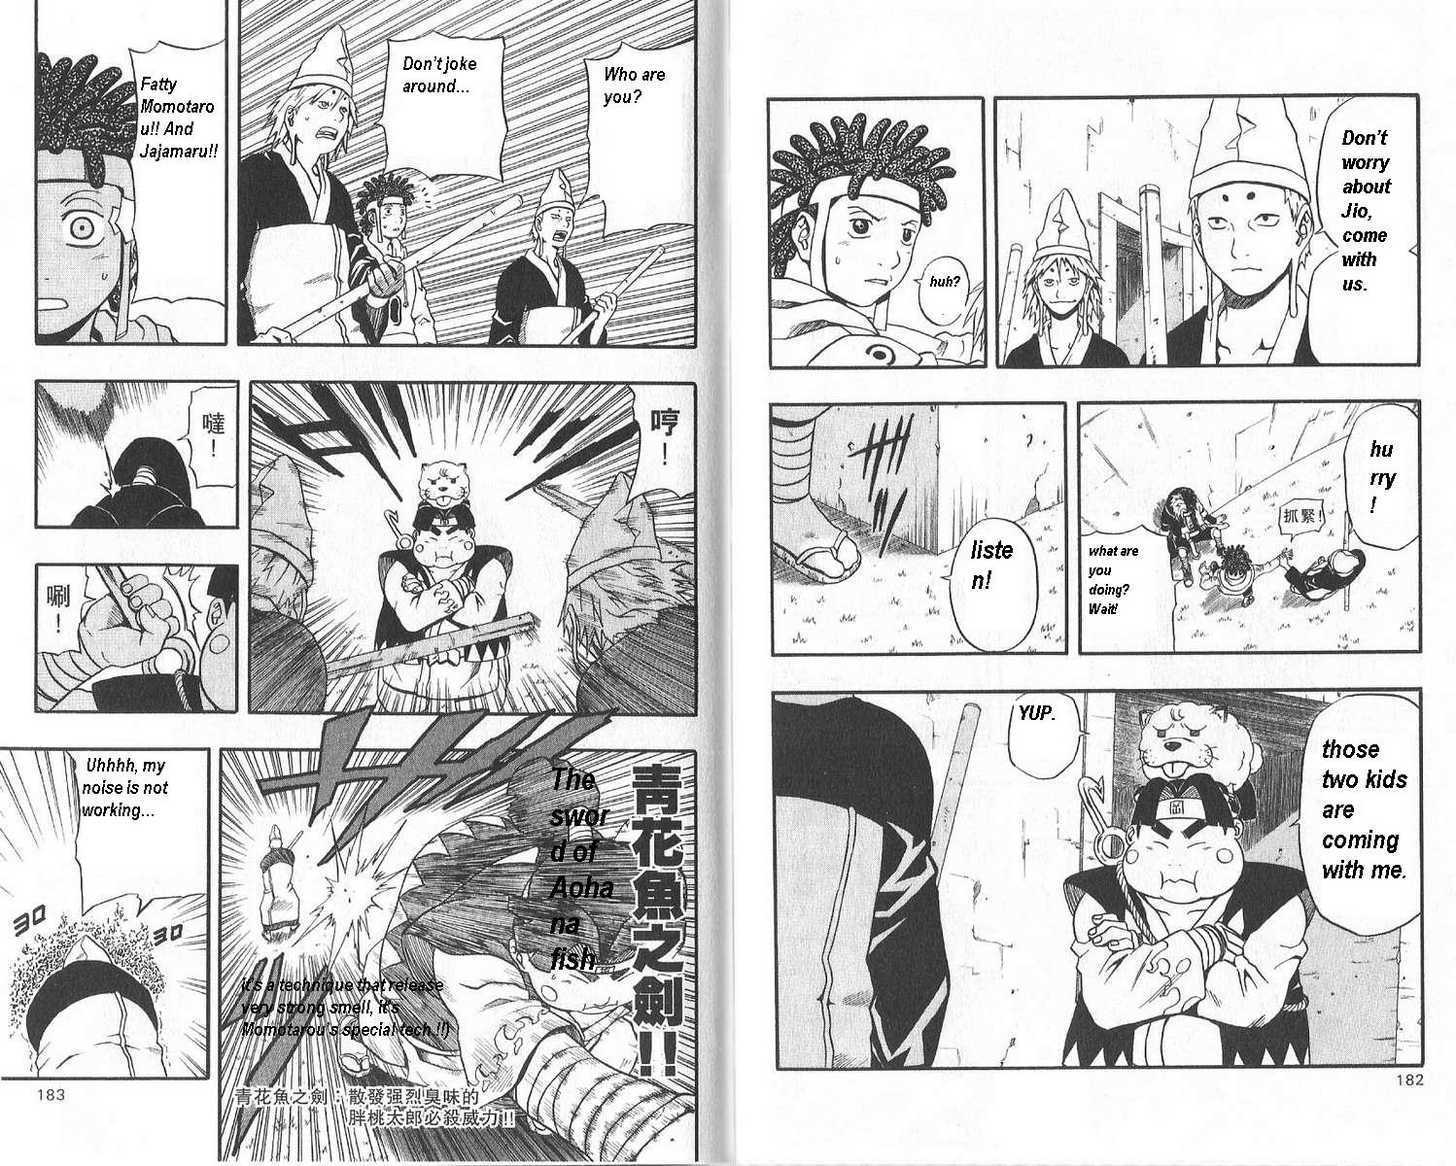 Don't
worry
about
Jio,
come
with
us.
huh?
hu
rry
!
抓緊!
what are
you
doing?
Wait!
liste
n!
those
two kids
are
coming
with me.
YUP.
182
Who are
you?
Don't joke
around...
Fatty
Momotaro
u!! And
Jajamaru!!
哼!
噠!
唰!
青花魚之劍!!
The
swor
d of
Aoha
na
fish
it's a technique that release
very strong smell, it's
Momotarou's special tech.!!)
青花魚之劍：散發强烈臭味的
胖桃太郎必殺威力!!
Uhhhh, my
noise is not
working...
183